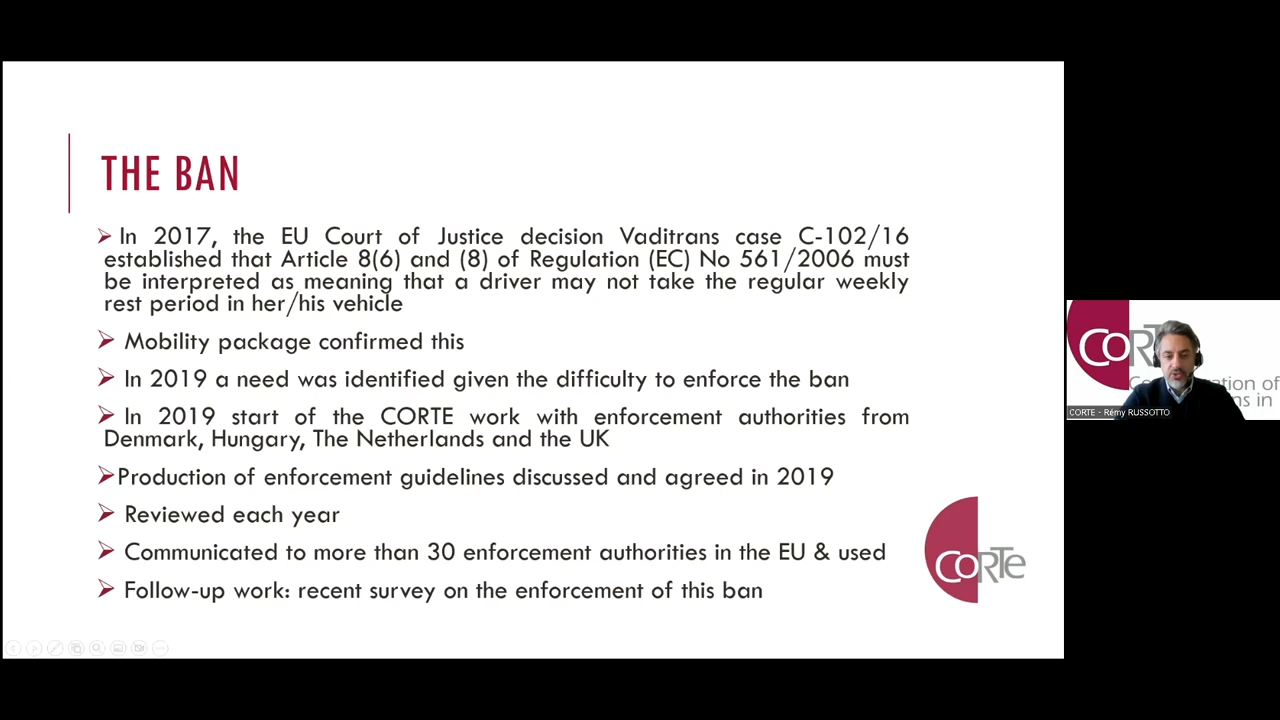 THE BAN
➢ In 2017, the EU Court of Justice decision Vaditrans case C-102/16
established that Article 8(6) and (8) of Regulation (EC) No 561/2006 must
be interpreted as meaning that a driver may not take the regular weekly
rest period in her/his vehicle
➢ Mobility package confirmed this
➢ In 2019 a need was identified given the difficulty to enforce the ban
➢ In 2019 start of the CORTE work with enforcement authorities from
Denmark, Hungary, The Netherlands and the UK
➢Production of enforcement guidelines discussed and agreed in 2019
➢ Reviewed each year
➢ Communicated to more than 30 enforcement authorities in the EU & used
➢ Follow-up work: recent survey on the enforcement of this ban
CORTe
CORT
ation of
ns in
CORTE - Rémy RUSSOTTO